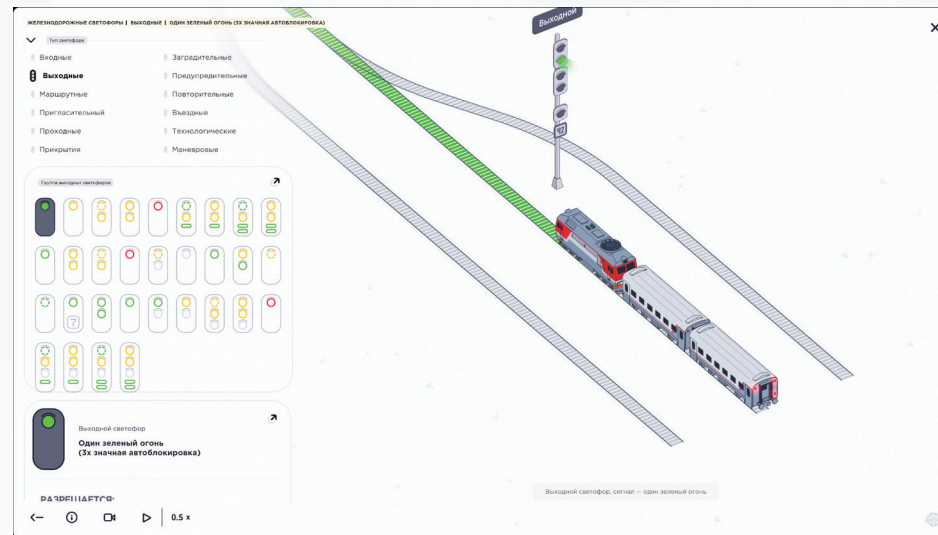 ЖЕЛЕЗНОДОРОЖНЫЕ СВЕТОФОРЫ | ВЫХОДНЫЕ | ОДИН ЗЕЛЕНЫЙ ОГОНЬ (3Х ЗНАЧНАЯ АВТОБЛОКИРОВКА)
Тип светофора
Входные
Заградительные
Выходные
Предупредительные
Маршрутные
Повторительные
Пригласительный
Въездные
Проходные
Технологические
Прикрытия
Маневровые
Группа выходных светофоров
?
Выходной светофор
Один зеленый огонь
(3х значная автоблокировка)
РАЗРЕШАЕТСЯ:
0.5 x
Выходной
Ч2
Выходной светофор, сигнал — один зеленый огонь